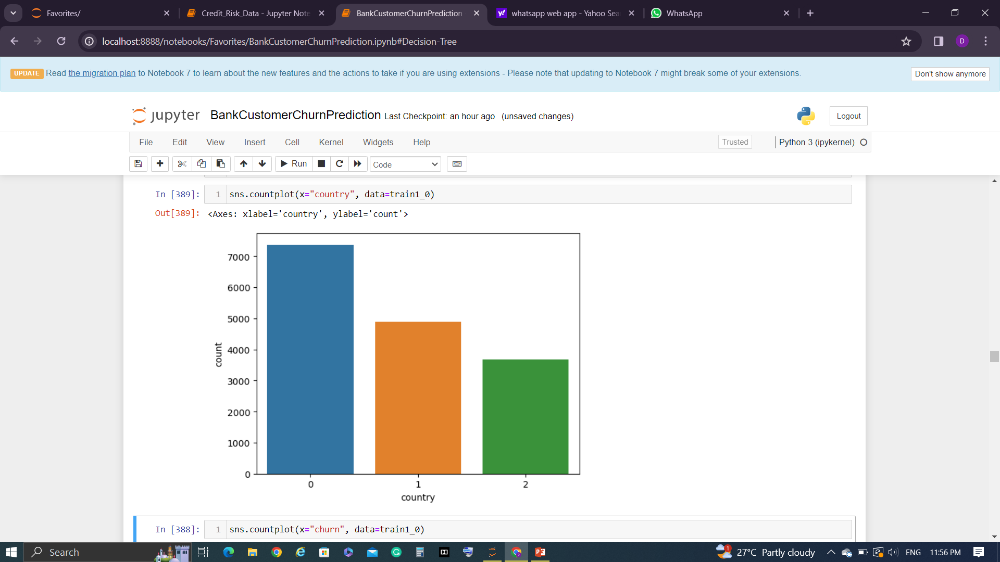 Favorites/
Credit_Risk_Data - Jupyter Note
BankCustomerChurnPrediction
whatsapp web app - Yahoo Sea
WhatsApp
localhost:8888/notebooks/Favorites/BankCustomerChurnPrediction.ipynb#Decision-Tree
D
UPDATE Read the migration plan to Notebook 7 to learn about the new features and the actions to take if you are using extensions - Please note that updating to Notebook 7 might break some of your extensions.
Don't show anymore
jupyter BankCustomerChurnPrediction Last Checkpoint: an hour ago (unsaved changes)
Logout
File Edit View Insert Cell Kernel Widgets Help
Trusted
Python 3 (ipykernel)
Run
Code
In [389]: 1 sns.countplot(x="country", data=train1_0)
Out[389]: <Axes: xlabel='country', ylabel='count'>
7000
6000
5000
4000
3000
2000
1000
0
count
0 1 2
country
In [388]: 1 sns.countplot(x="churn", data=train1_0)
Search
1
27°C Partly cloudy
ENG
11:56 PM